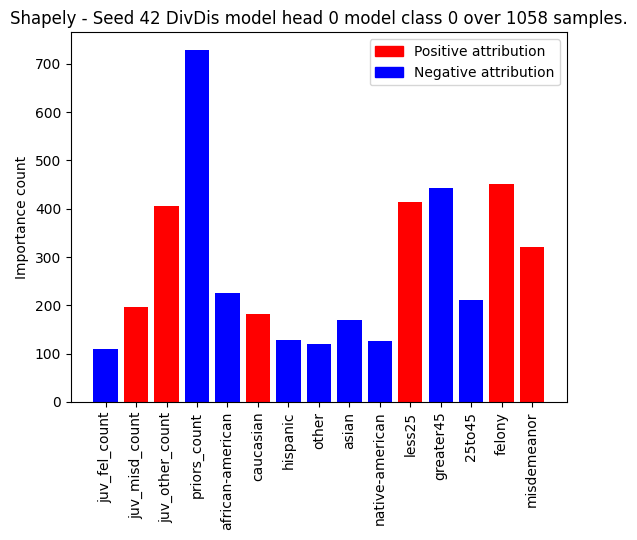 Shapely - Seed 42 DivDis model head 0 model class 0 over 1058 samples.
Positive attribution
Negative attribution
Importance count
700
600
500
400
300
200
100
0
juv_fel_count
juv_misd_count
juv_other_count
priors_count
african-american
caucasian
hispanic
other
asian
native-american
less25
greater45
25to45
felony
misdemeanor